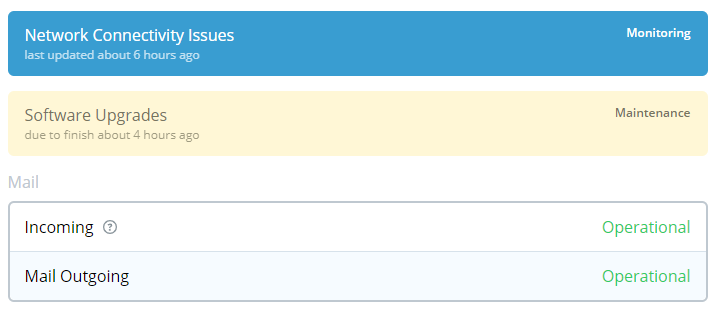 Network Connectivity Issues
Monitoring
last updated about 6 hours ago
Software Upgrades
Maintenance
due to finish about 4 hours ago
Mail
Incoming ?
Operational
Mail Outgoing
Operational